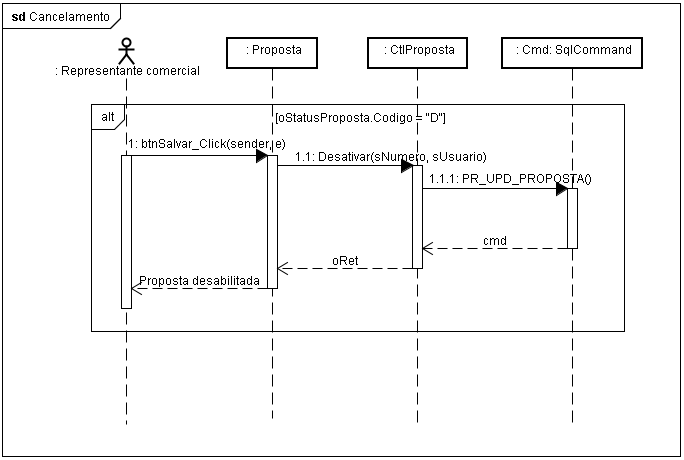 sd Cancelamento
: Representante comercial
: Proposta
: CtlProposta
: Cmd: SqlCommand
alt
[oStatusProposta.Codigo = "D"]
1: btnSalvar_Click(sender, e)
1.1: Desativar(sNumero, sUsuario)
1.1.1: PR_UPD_PROPOSTA()
cmd
oRet
Proposta desabilitada